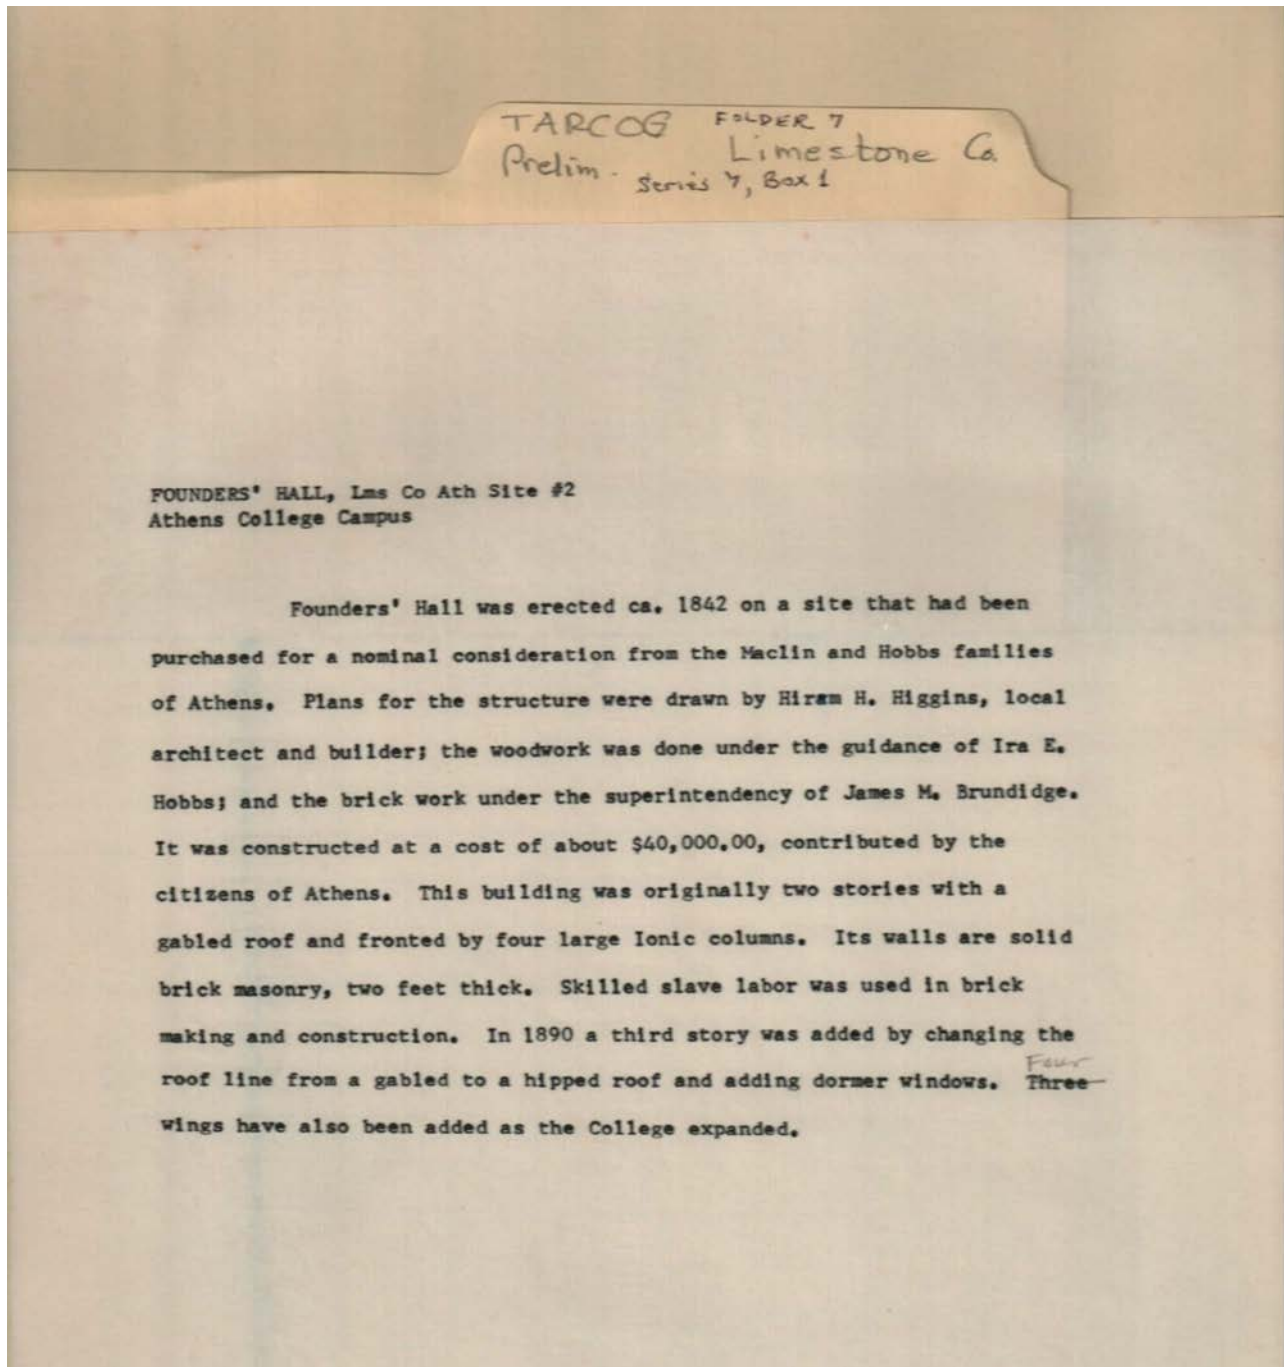 TARCOG FOLDER 7
Prelim. Limestone Co.
Series 7, Box 1
FOUNDERS' HALL, Lms Co Ath Site #2
Athens College Campus
Founders' Hall was erected ca. 1842 on a site that had been
purchased for a nominal consideration from the Maclin and Hobbs families
of Athens. Plans for the structure were drawn by Hiram H. Higgins, local
architect and builder; the woodwork was done under the guidance of Ira E.
Hobbs; and the brick work under the superintendency of James M. Brundidge.
It was constructed at a cost of about $40,000.00, contributed by the
citizens of Athens. This building was originally two stories with a
gabled roof and fronted by four large Ionic columns. Its walls are solid
brick masonry, two feet thick. Skilled slave labor was used in brick
making and construction. In 1890 a third story was added by changing the
Four
roof line from a gabled to a hipped roof and adding dormer windows. Three
wings have also been added as the College expanded.